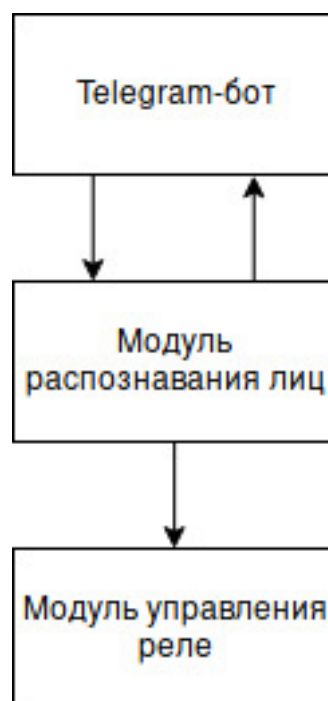 Telegram-бот
Модуль
распознавания лиц
Модуль управления
реле